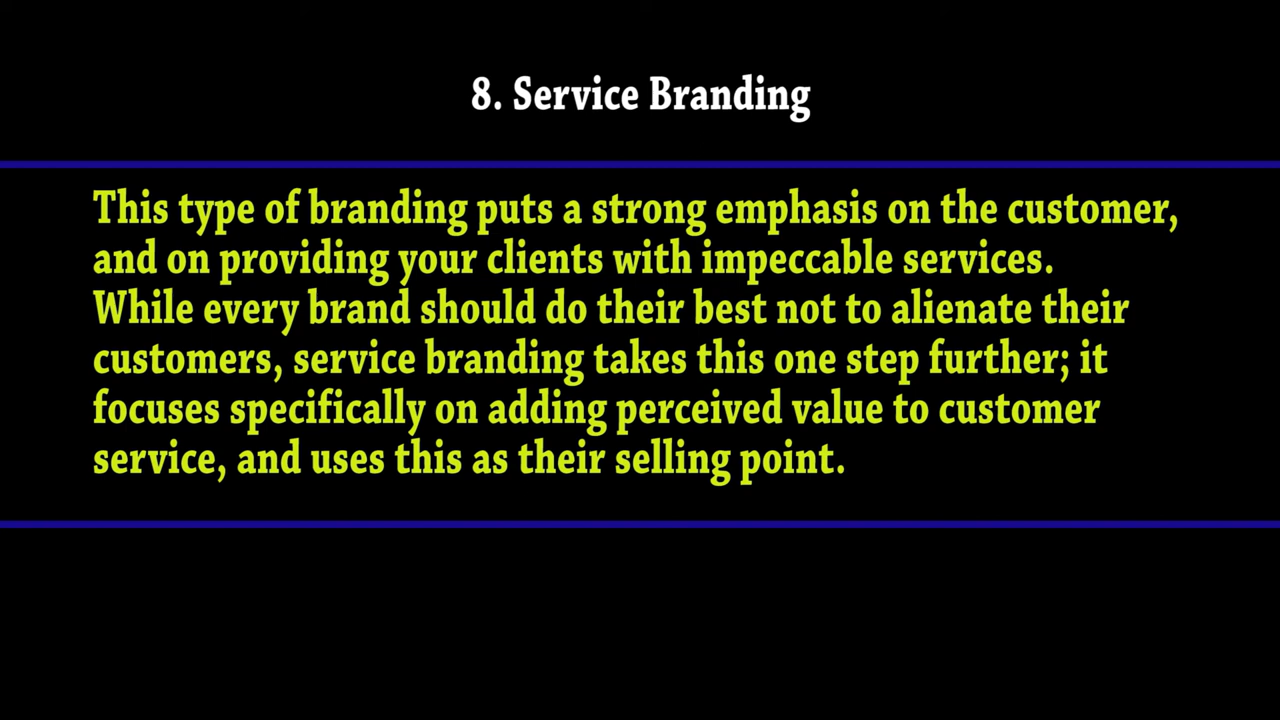 8. Service Branding
This type of branding puts a strong emphasis on the customer,
and on providing your clients with impeccable services.
While every brand should do their best not to alienate their
customers, service branding takes this one step further; it
focuses specifically on adding perceived value to customer
service, and uses this as their selling point.